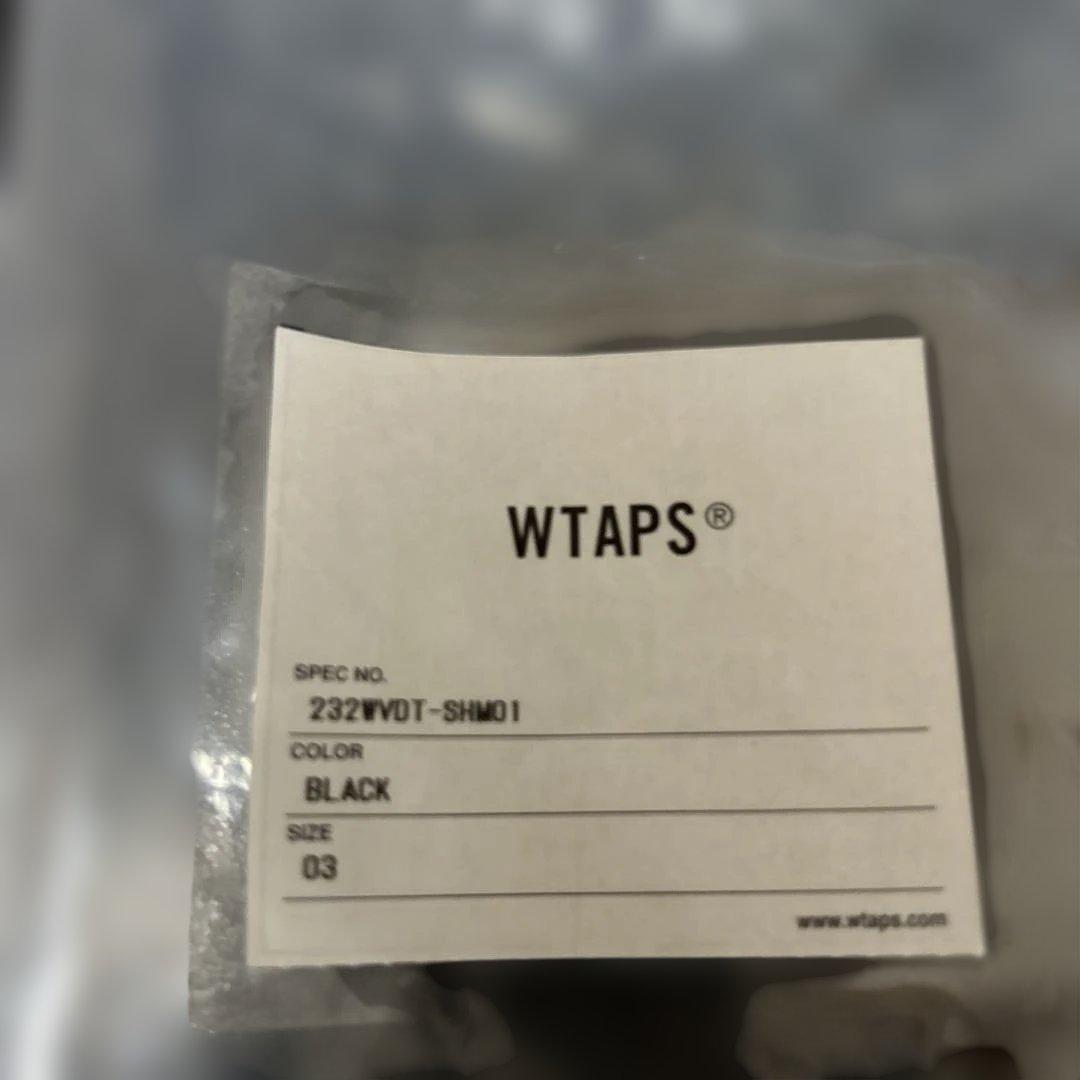 WTAPS®
SPEC NO.
232WVDT-SHM01
COLOR
BLACK
SIZE
03
www.wtaps.com